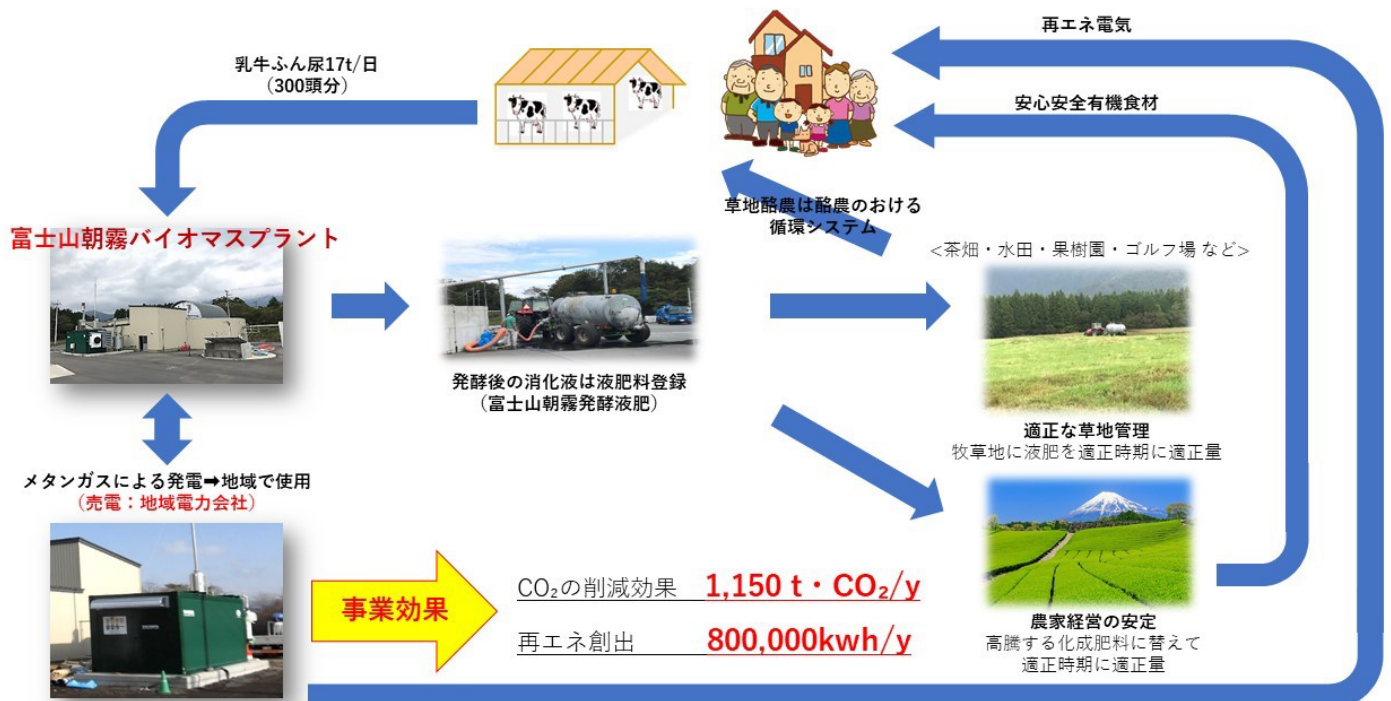 再エネ電気
乳牛ふん尿17t/日
（300頭分）
安心安全有機食材
草地酪農は酪農のおける
循環システム
富士山朝霧バイオマスプラント
<茶畑・水田・果樹園・ゴルフ場 など>
発酵後の消化液は液肥料登録
（富士山朝霧発酵液肥）
適正な草地管理
牧草地に液肥を適正時期に適正量
メタンガスによる発電➡地域で使用
（売電：地域電力会社）
事業効果
CO₂の削減効果 1,150 t・CO₂/y
再エネ創出 800,000kwh/y
農家経営の安定
高騰する化成肥料に替えて
適正時期に適正量